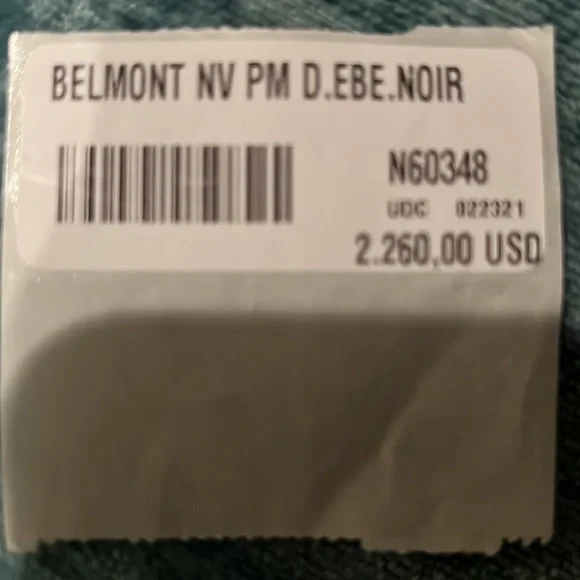 BELMONT NV PM D.EBE.NOIR
N60348
UDC 022321
2.260,00 USD